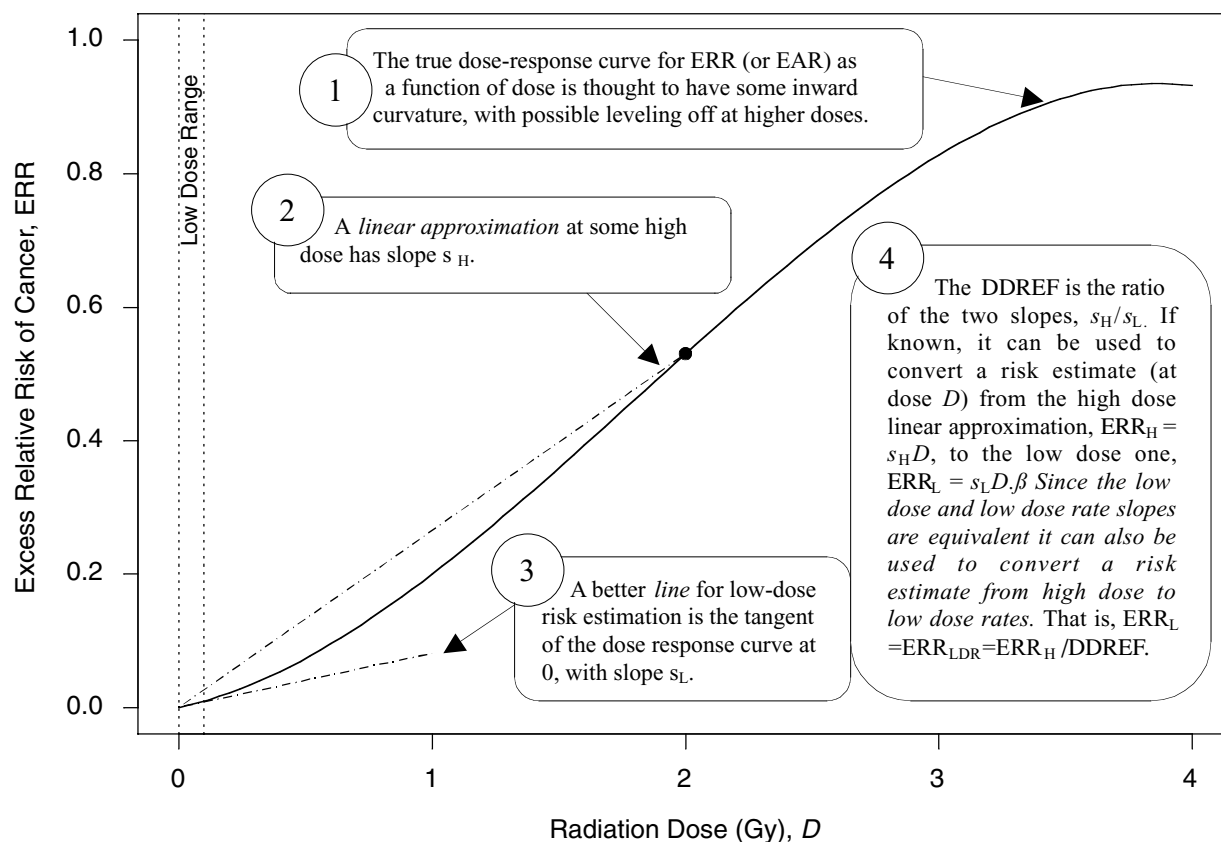 1.0
0.8
0.6
0.4
0.2
0.0
Excess Relative Risk of Cancer, ERR
Low Dose Range
1
The true dose-response curve for ERR (or EAR) as
a function of dose is thought to have some inward
curvature, with possible leveling off at higher doses.
2
A linear approximation at some high
dose has slope s H.
3
A better line for low-dose
risk estimation is the tangent
of the dose response curve at
0, with slope sL.
4
The DDREF is the ratio
of the two slopes, sH/sL. If
known, it can be used to
convert a risk estimate (at
dose D) from the high dose
linear approximation, ERRH =
sHD, to the low dose one,
ERRL = sLD.ß Since the low
dose and low dose rate slopes
are equivalent it can also be
used to convert a risk
estimate from high dose to
low dose rates. That is, ERRL
=ERRLDR=ERRH /DDREF.
0
1
2
3
4
Radiation Dose (Gy), D